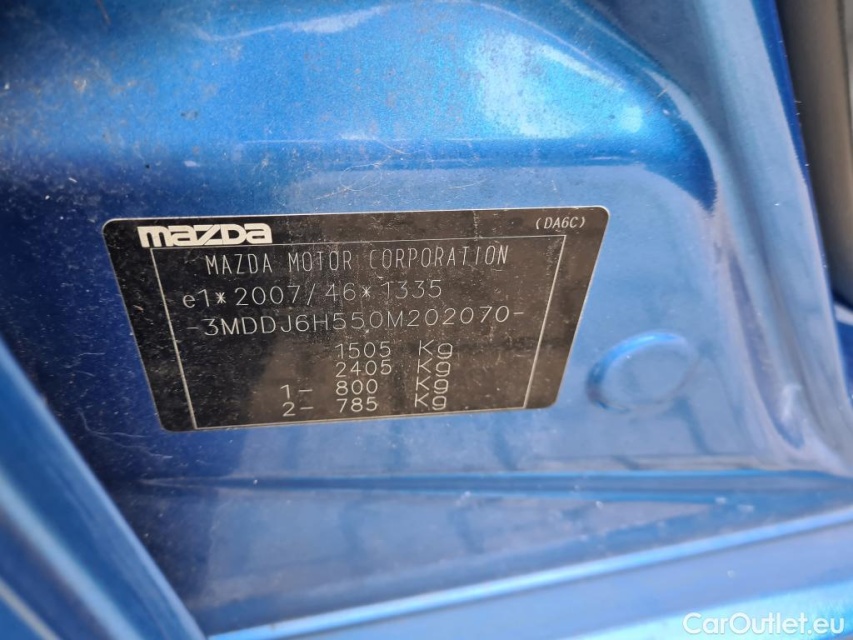 mazda (DA6C)
MAZDA MOTOR CORPORATION
e1*2007/46*1335
-3MDDJ6H550M202070-
1505 Kg
2405 Kg
1- 800 Kg
2- 785 Kg
CarOutlet.eu